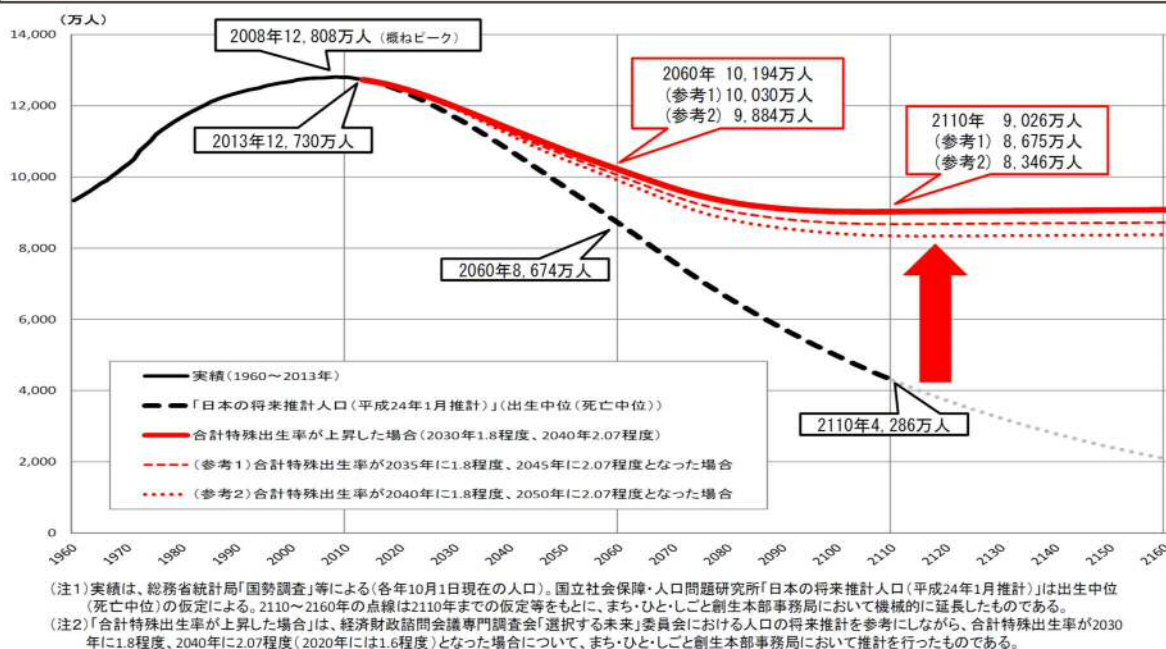 (万人)
14,000
12,000
10,000
8,000
6,000
4,000
2,000
0
2008年12,808万人（概ねピーク）
2013年12,730万人
2060年 10,194万人
(参考1) 10,030万人
(参考2) 9,884万人
2110年 9,026万人
(参考1) 8,675万人
(参考2) 8,346万人
2060年8,674万人
2110年4,286万人
実績(1960～2013年)
「日本の将来推計人口(平成24年1月推計)」(出生中位(死亡中位))
合計特殊出生率が上昇した場合(2030年1.8程度、2040年2.07程度)
(参考1)合計特殊出生率が2035年に1.8程度、2045年に2.07程度となった場合
(参考2)合計特殊出生率が2040年に1.8程度、2050年に2.07程度となった場合
1960 1970 1980 1990 2000 2010 2020 2030 2040 2050 2060 2070 2080 2090 2100 2110 2120 2130 2140 2150 2160
(注1)実績は、総務省統計局「国勢調査」等による(各年10月1日現在の人口)。国立社会保障・人口問題研究所「日本の将来推計人口(平成24年1月推計)」は出生中位
(死亡中位)の仮定による。2110～2160年の点線は2110年までの仮定等をもとに、まち・ひと・しごと創生本部事務局において機械的に延長したものである。
(注2)「合計特殊出生率が上昇した場合」は、経済財政諮問会議専門調査会「選択する未来」委員会における人口の将来推計を参考にしながら、合計特殊出生率が2030
年に1.8程度、2040年に2.07程度(2020年には1.6程度)となった場合について、まち・ひと・しごと創生本部事務局において推計を行ったものである。